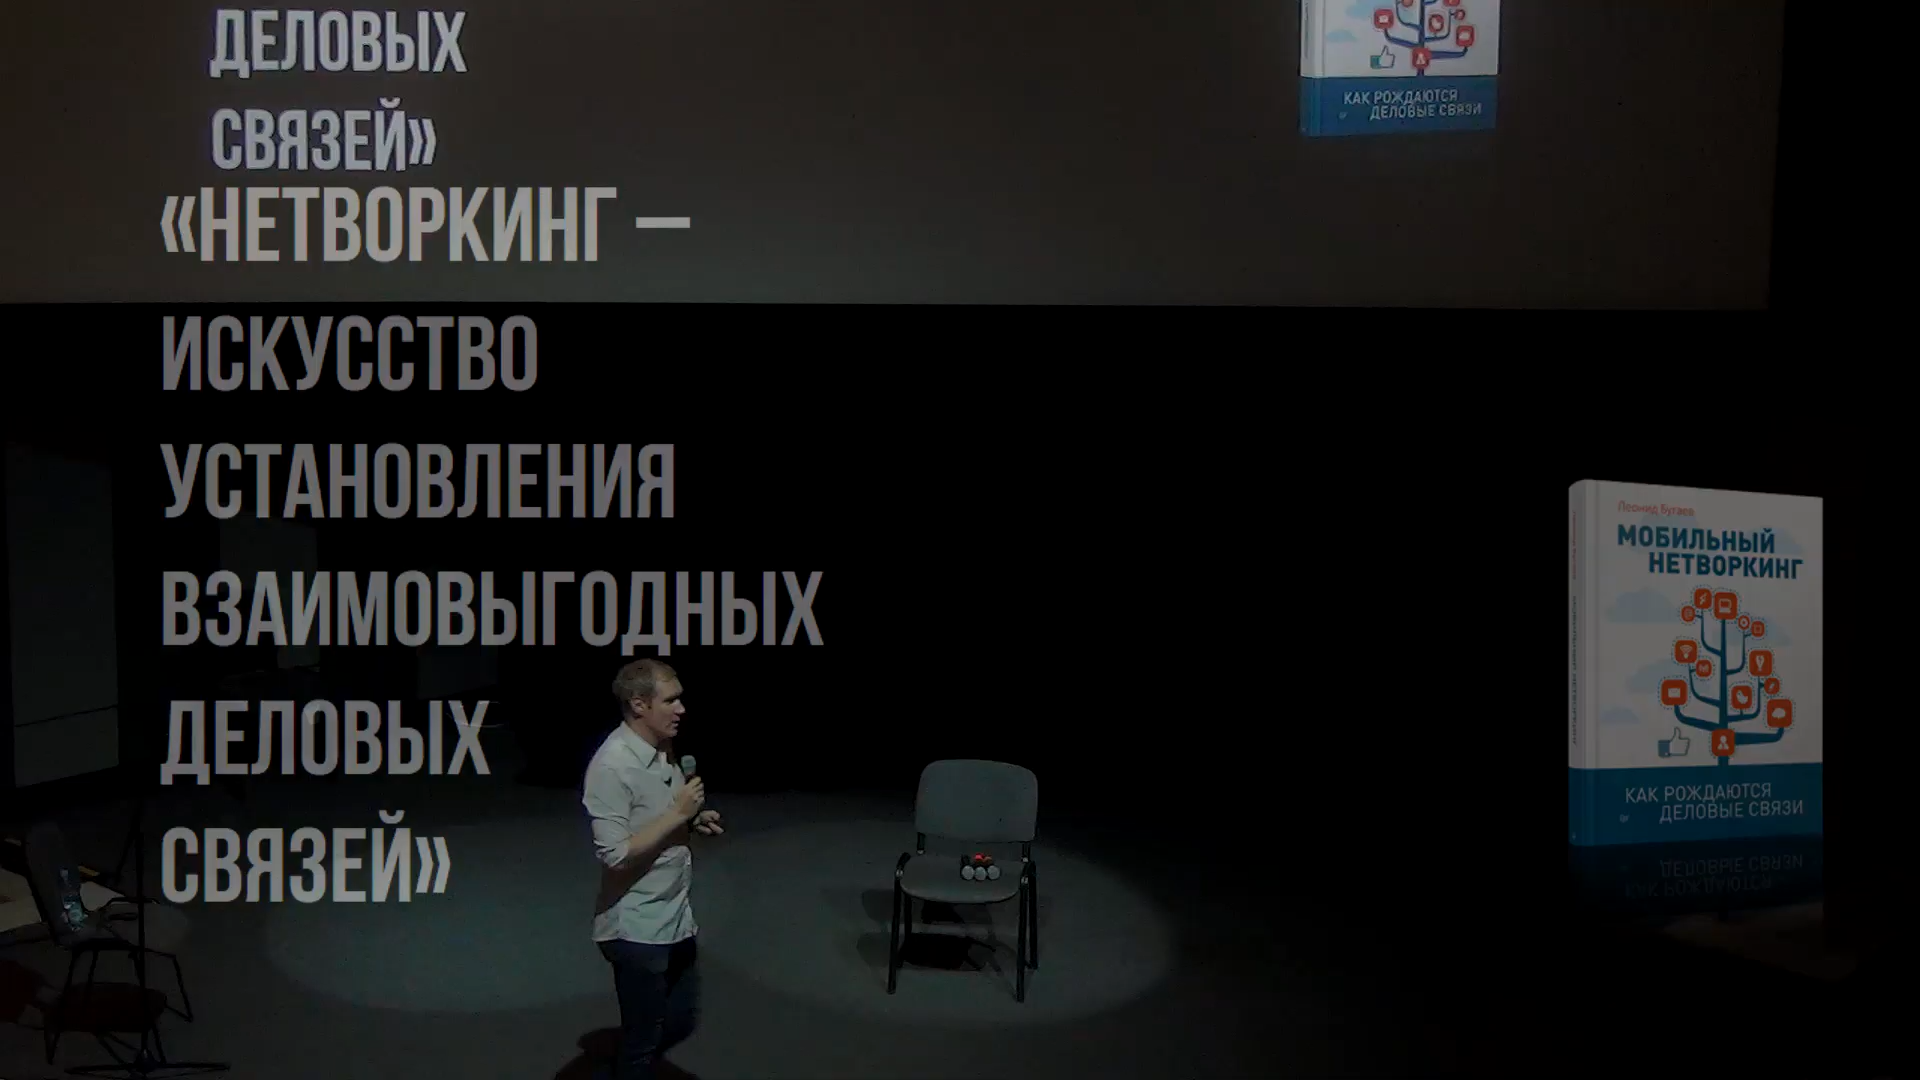 ДЕЛОВЫХ
СВЯЗЕЙ»
КАК РОЖДАЮТСЯ
ДЕЛОВЫЕ СВЯЗИ
«НЕТВОРКИНГ –
ИСКУССТВО
УСТАНОВЛЕНИЯ
ВЗАИМОВЫГОДНЫХ
ДЕЛОВЫХ
СВЯЗЕЙ»
Леонид Бугаев
МОБИЛЬНЫЙ
НЕТВОРКИНГ
КАК РОЖДАЮТСЯ
ДЕЛОВЫЕ СВЯЗИ